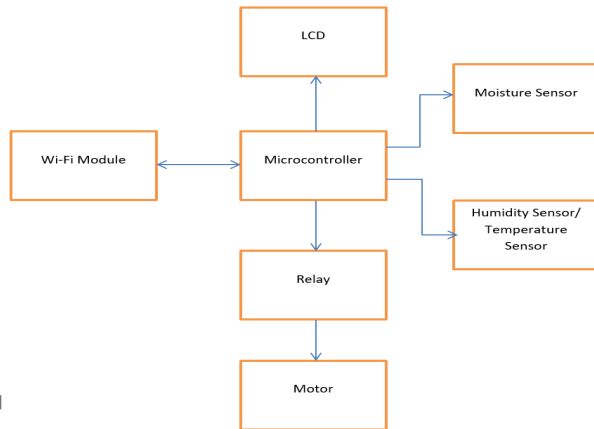 LCD
Moisture Sensor
Wi-Fi Module
Microcontroller
Humidity Sensor/
Temperature
Sensor
Relay
Motor